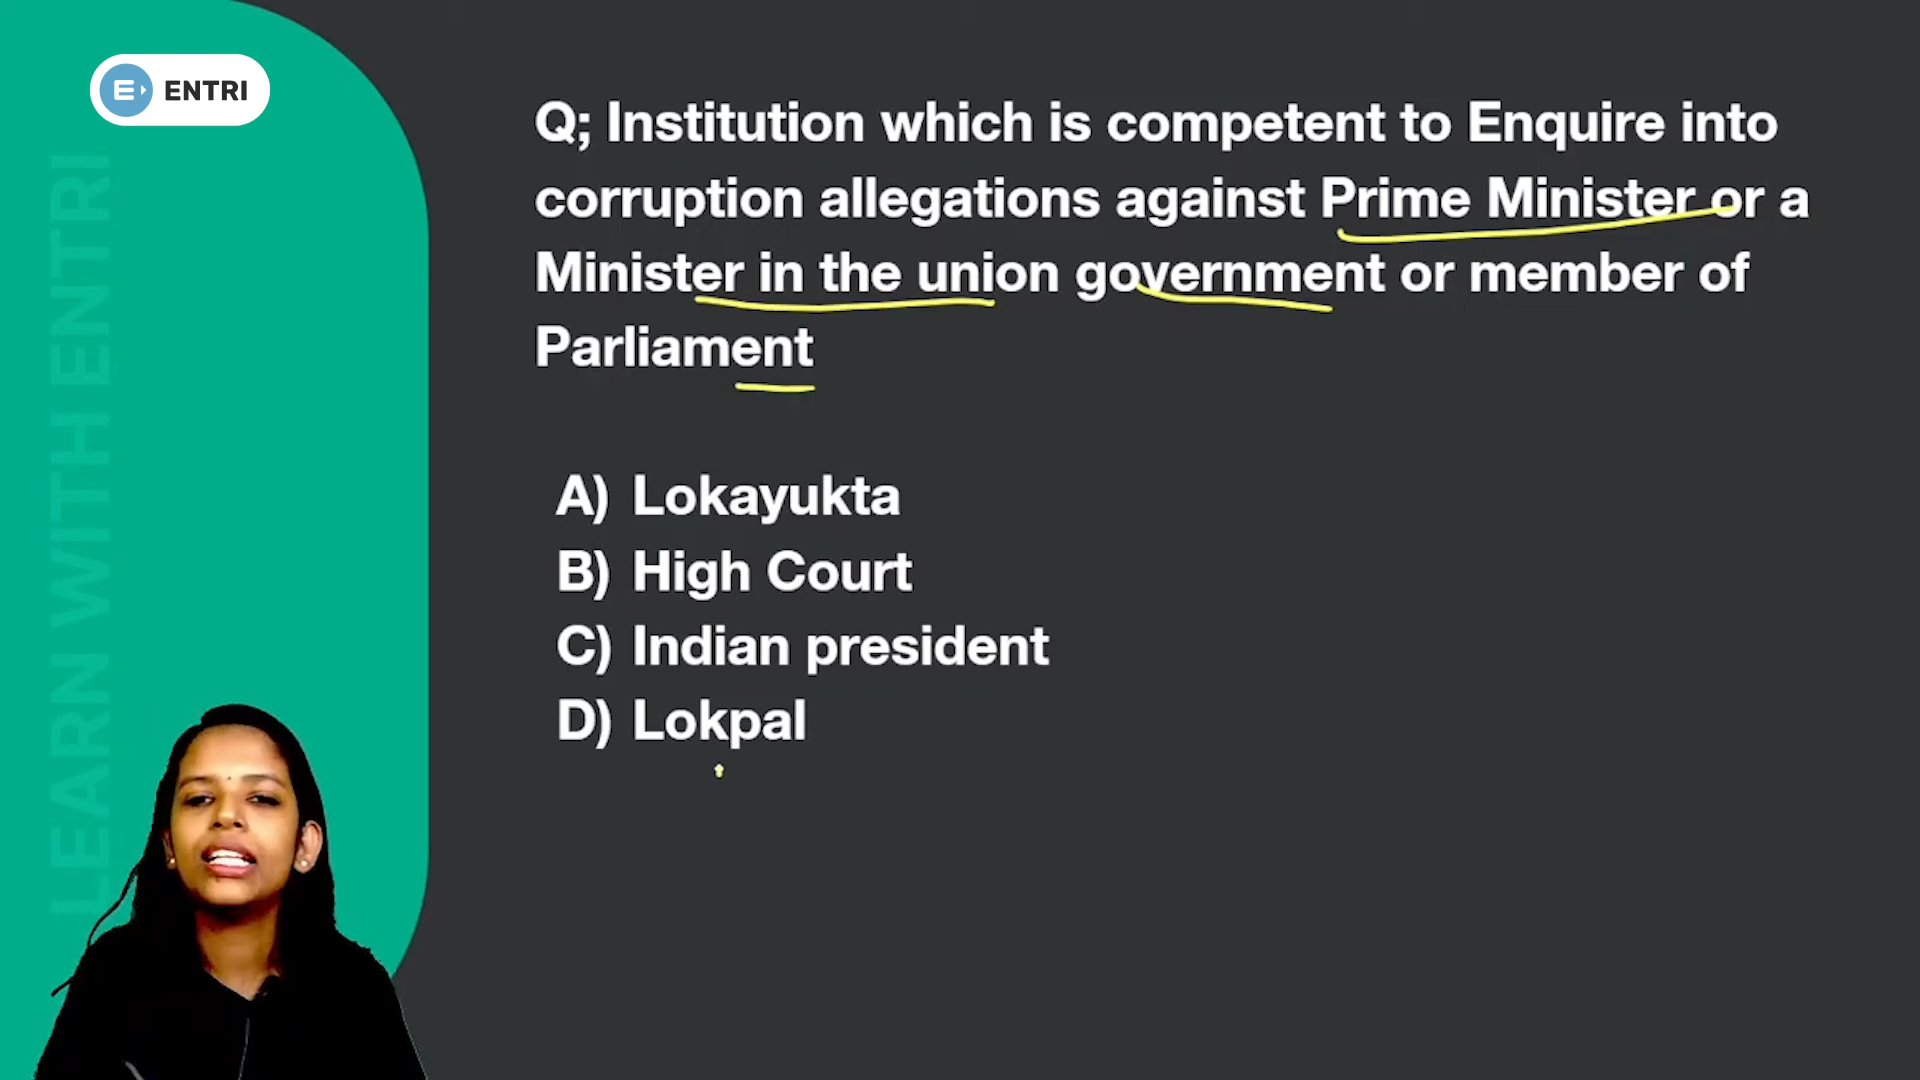 ENTRI
LEARN WITH ENTRI
Q; Institution which is competent to Enquire into
corruption allegations against Prime Minister or a
Minister in the union government or member of
Parliament
A) Lokayukta
B) High Court
C) Indian president
D) Lokpal